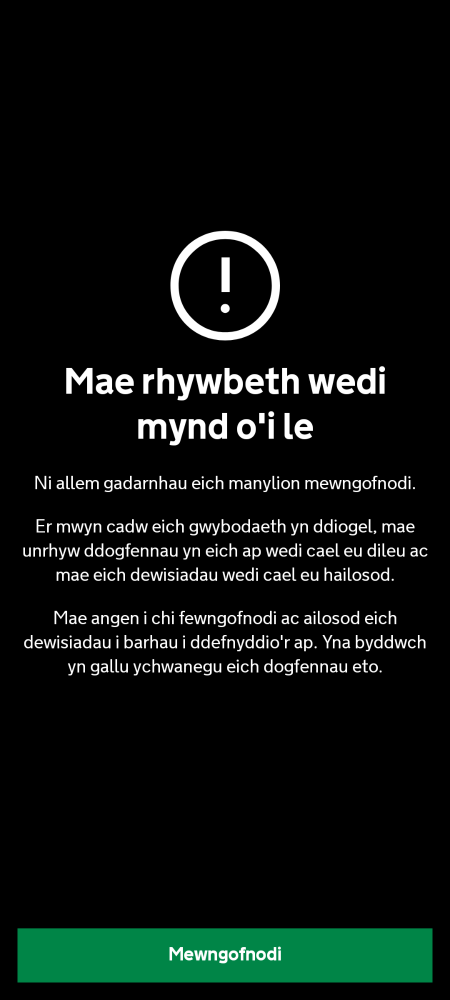 Mae rhywbeth wedi
mynd o'i le
Ni allem gadarnhau eich manylion mewngofnodi.
Er mwyn cadw eich gwybodaeth yn ddiogel, mae
unrhyw ddogfennau yn eich ap wedi cael eu dileu ac
mae eich dewisiadau wedi cael eu hailosod.
Mae angen i chi fewngofnodi ac ailosod eich
dewisiadau i barhau i ddefnyddio'r ap. Yna byddwch
yn gallu ychwanegu eich dogfennau eto.
Mewngofnodi